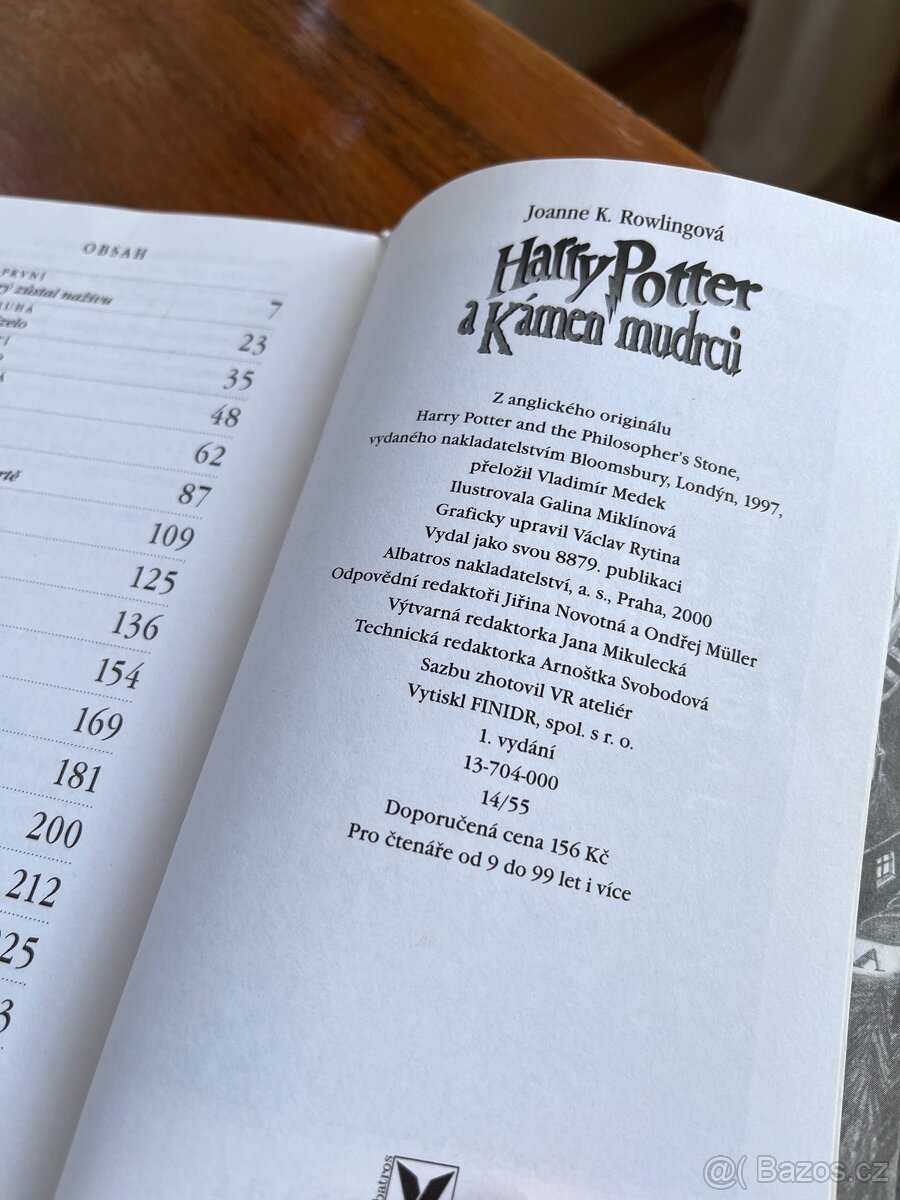 OBSAH
PRVNÍ
zůstal naživu
7
23
35
48
62
87
109
125
136
154
169
181
200
212
Joanne K. Rowlingová
Harry Potter
a Kámen mudrců
Z anglického originálu
Harry Potter and the Philosopher's Stone,
vydaného nakladatelstvím Bloomsbury, Londýn, 1997,
přeložil Vladimír Medek
Ilustrovala Galina Miklínová
Graficky upravil Václav Rytina
Vydal jako svou 8879. publikaci
Albatros nakladatelství, a. s., Praha, 2000
Odpovědní redaktoři Jiřina Novotná a Ondřej Müller
Výtvarná redaktorka Jana Mikulecká
Technická redaktorka Arnoštka Svobodová
Sazbu zhotovil VR ateliér
Vytiskl FINIDR, spol. s r. o.
1. vydání
13-704-000
14/55
Doporučená cena 156 Kč
Pro čtenáře od 9 do 99 let i více
Bazos.cz